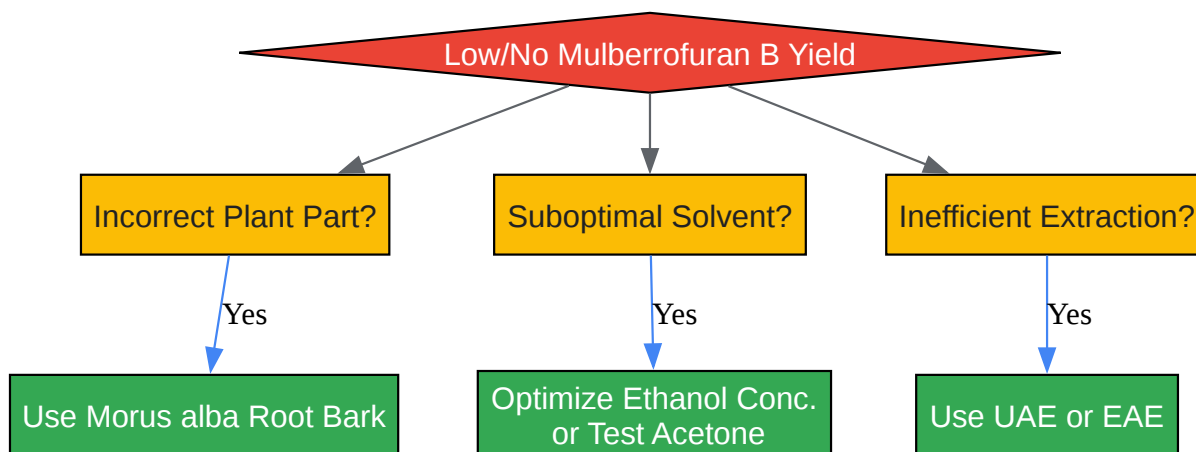 Low/No Mulberrofuran B Yield
Incorrect Plant Part?
Suboptimal Solvent?
Inefficient Extraction?
Yes
Yes
Yes
Use Morus alba Root Bark
Optimize Ethanol Conc.
or Test Acetone
Use UAE or EAE